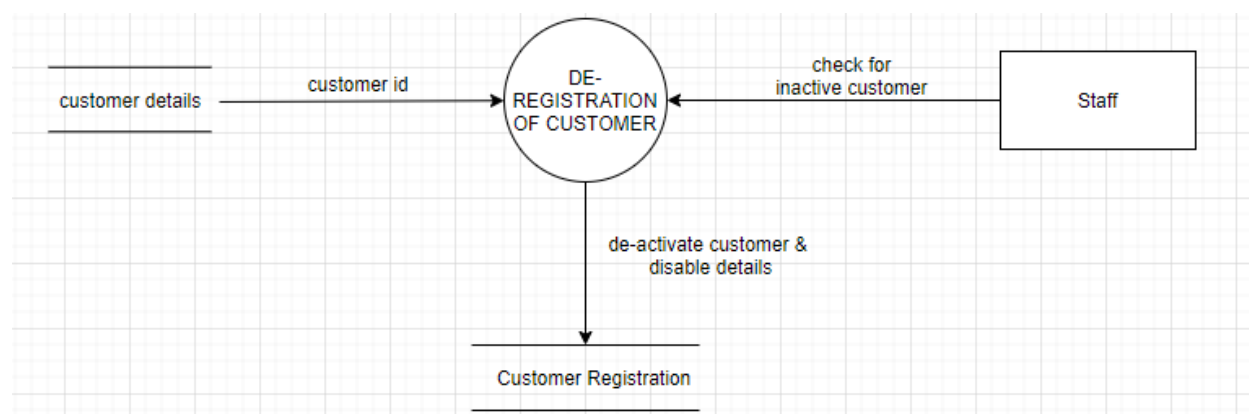 customer details
customer id
DE-
REGISTRATION
OF CUSTOMER
check for
inactive customer
Staff
de-activate customer &
disable details
Customer Registration